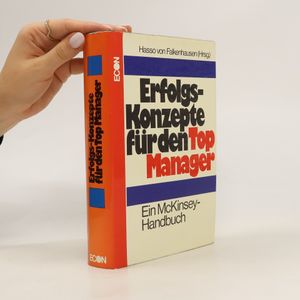 Hasso von Falkenhausen (Hrsg)
Erfolgs-
Konzepte
für den Top
Manager
Ein McKinsey-
Handbuch
ECON
Erfolgs-Konzepte
für den Top Manager
ECON